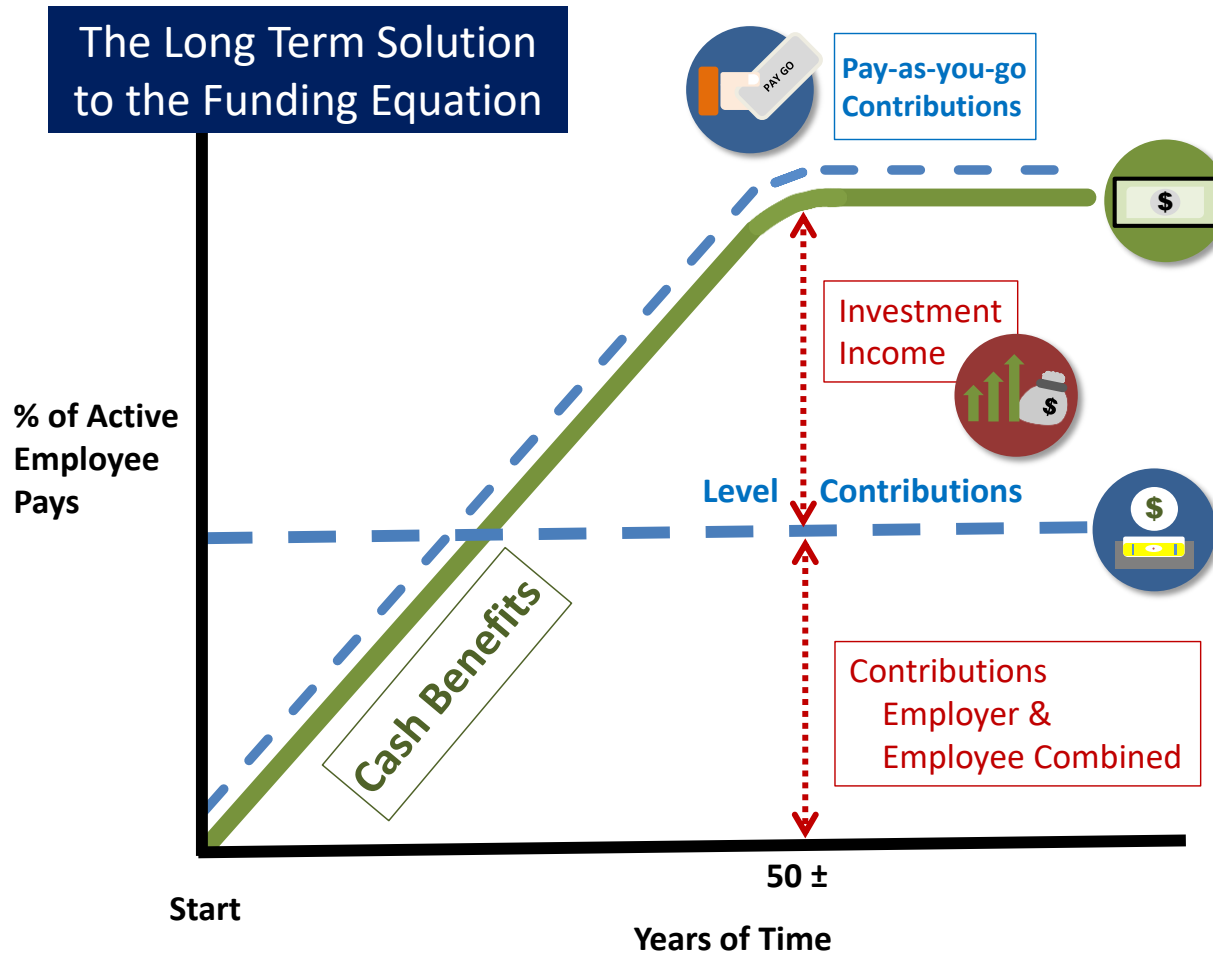 The Long Term Solution
to the Funding Equation
PAY GO
Pay-as-you-go
Contributions
$
Investment
Income
$
% of Active
Employee
Pays
Level Contributions
$
Cash Benefits
Contributions
Employer &
Employee Combined
50 ±
Start
Years of Time